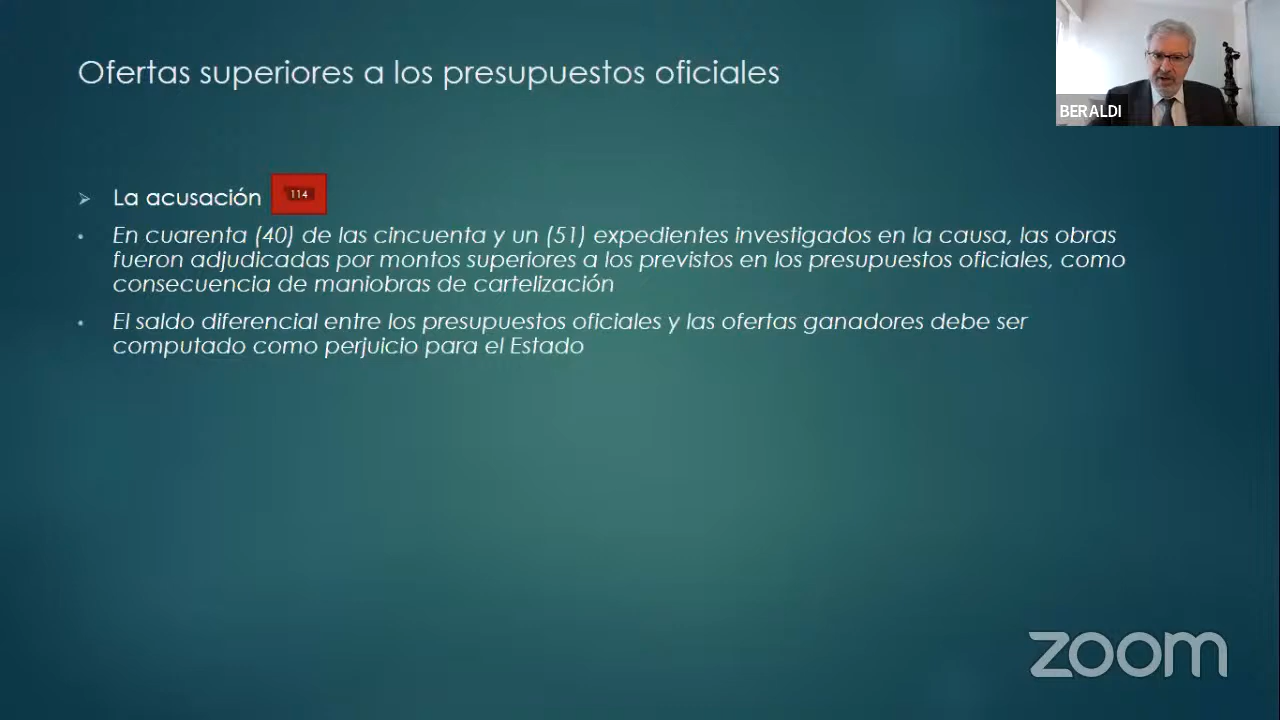 Ofertas superiores a los presupuestos oficiales
BERALDI
La acusación 114
En cuarenta (40) de las cincuenta y un (51) expedientes investigados en la causa, las obras
fueron adjudicadas por montos superiores a los previstos en los presupuestos oficiales, como
consecuencia de maniobras de cartelización
El saldo diferencial entre los presupuestos oficiales y las ofertas ganadores debe ser
computado como perjuicio para el Estado
zoom